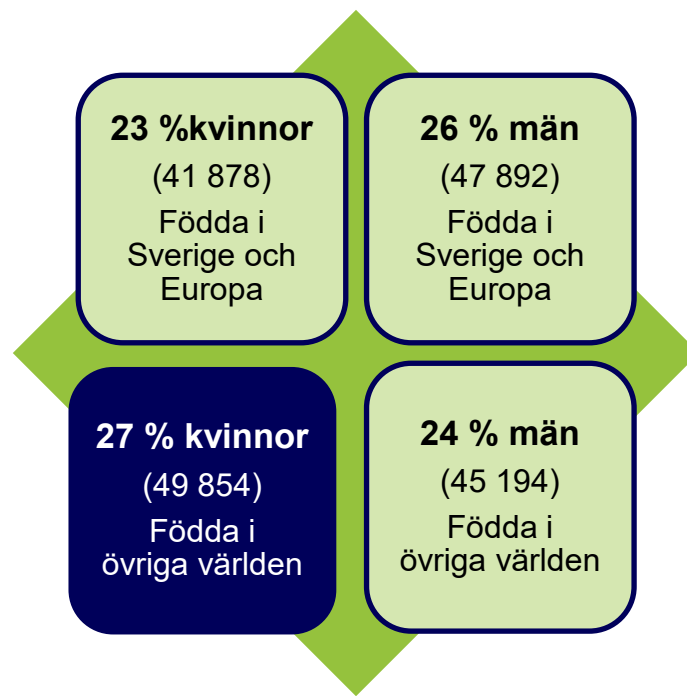 23 %kvinnor
(41 878)
Födda i
Sverige och
Europa
26 % män
(47 892)
Födda i
Sverige och
Europa
27 % kvinnor
(49 854)
Födda i
övriga världen
24 % män
(45 194)
Födda i
övriga världen